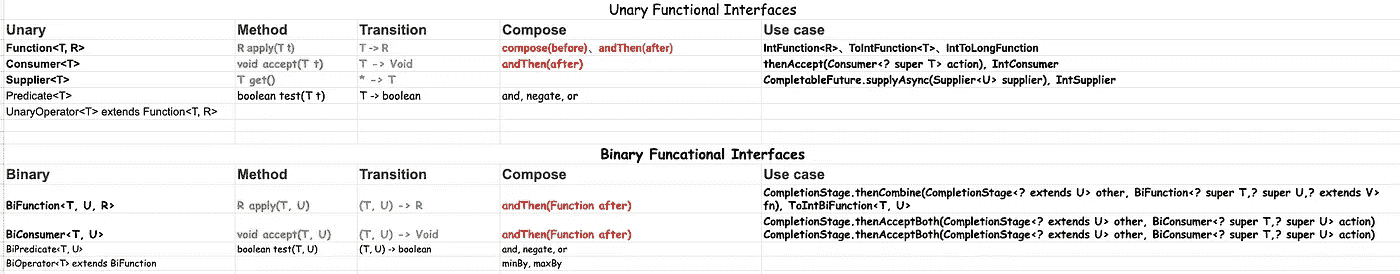 Unary Functional Interfaces
Unary Method Transition Compose Use case
Function<T, R> R apply(T t) T -> R compose(before)、andThen(after) IntFunction<R>、ToIntFunction<T>、IntToLongFunction
Consumer<T> void accept(T t) T -> Void andThen(after) thenAccept(Consumer<? super T> action), IntConsumer
Supplier<T> T get() * -> T CompletableFuture.supplyAsync(Supplier<U> supplier), IntSupplier
Predicate<T> boolean test(T t) T -> boolean and, negate, or
UnaryOperator<T> extends Function<T, R>
Binary Funcational Interfaces
Binary Method Transition Compose Use case
BiFunction<T, U, R> R apply(T, U) (T, U) -> R andThen(Function after) CompletionStage.thenCombine(CompletionStage<? extends U> other, BiFunction<? super T,? super U,? extends V>
fn), ToIntBiFunction<T, U>
CompletionStage.thenAcceptBoth(CompletionStage<? extends U> other, BiConsumer<? super T,? super U> action)
BiConsumer<T, U> void accept(T, U) (T, U) -> Void andThen(Function after) CompletionStage.thenAcceptBoth(CompletionStage<? extends U> other, BiConsumer<? super T,? super U> action)
BiPredicate<T, U> boolean test(T, U) (T, U) -> boolean and, negate, or
BiOperator<T> extends BiFunction minBy, maxBy